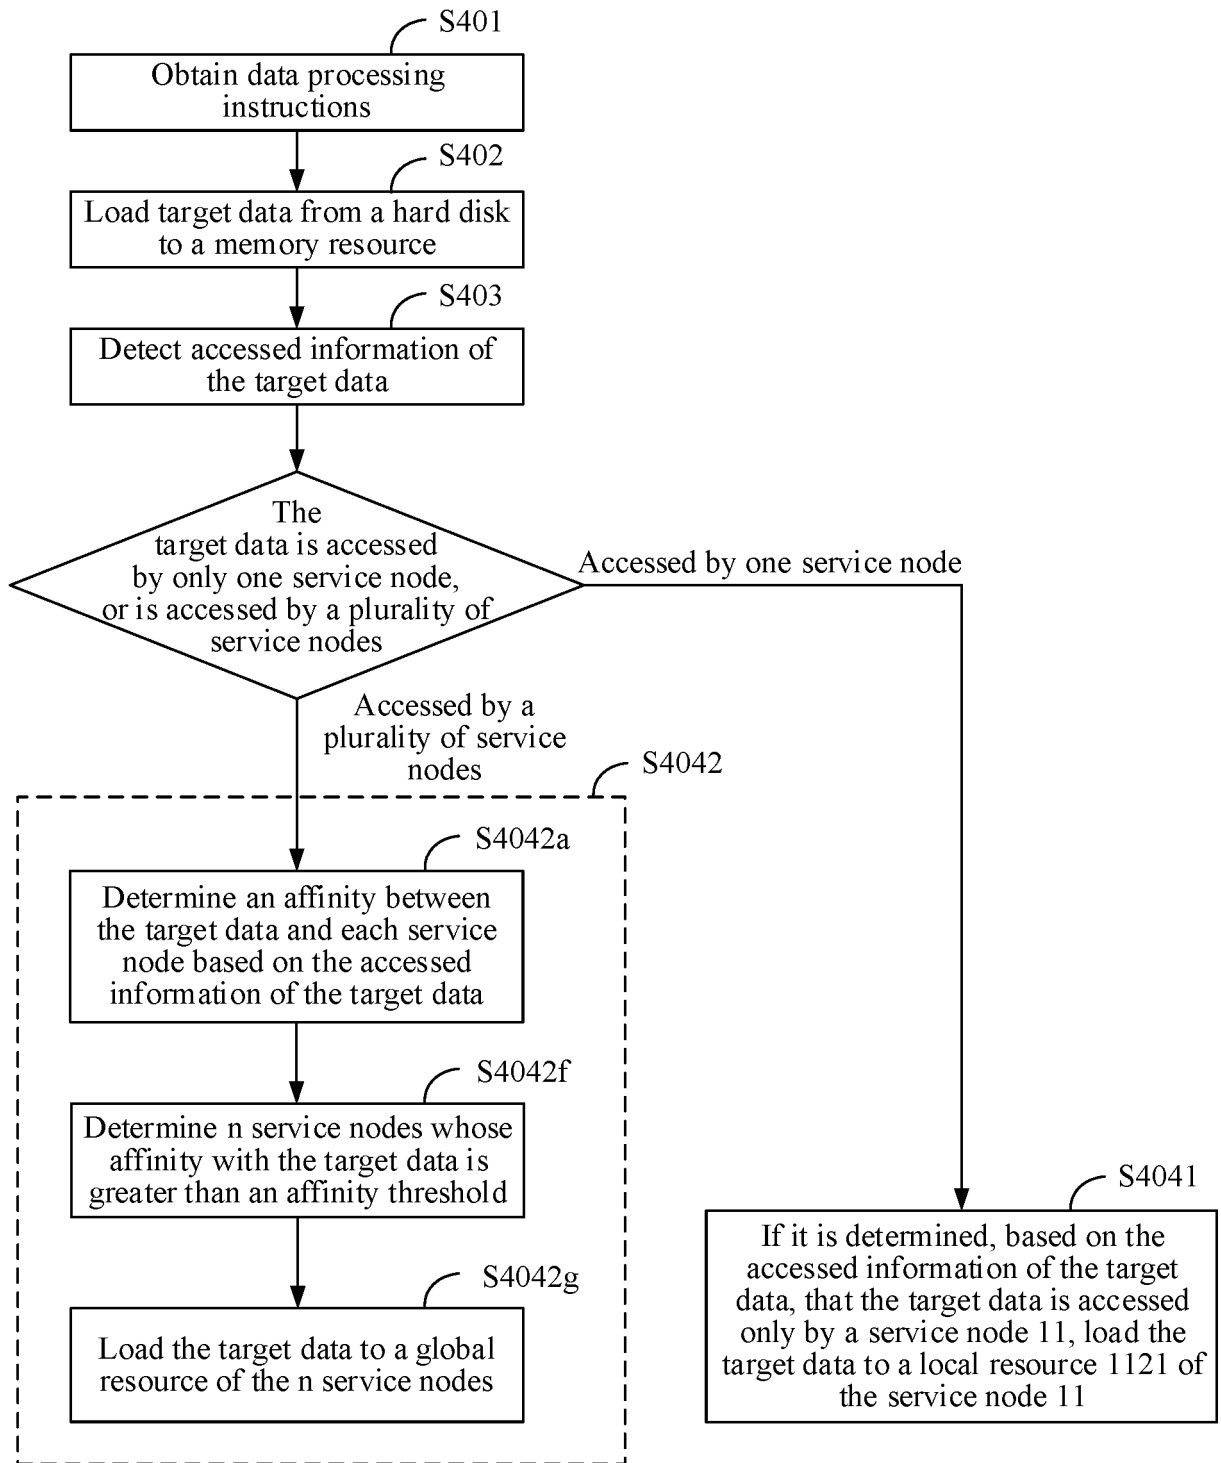 S401
Obtain data processing
instructions
S402
Load target data from a hard disk
to a memory resource
S403
Detect accessed information of
the target data
The
target data is accessed
by only one service node,
or is accessed by a plurality of
service nodes
Accessed by one service node
Accessed by a
plurality of service
nodes
S4042
S4042a
Determine an affinity between
the target data and each service
node based on the accessed
information of the target data
S4042f
Determine n service nodes whose
affinity with the target data is
greater than an affinity threshold
S4042g
Load the target data to a global
resource of the n service nodes
S4041
If it is determined, based on the
accessed information of the target
data, that the target data is accessed
only by a service node 11, load the
target data to a local resource 1121 of
the service node 11